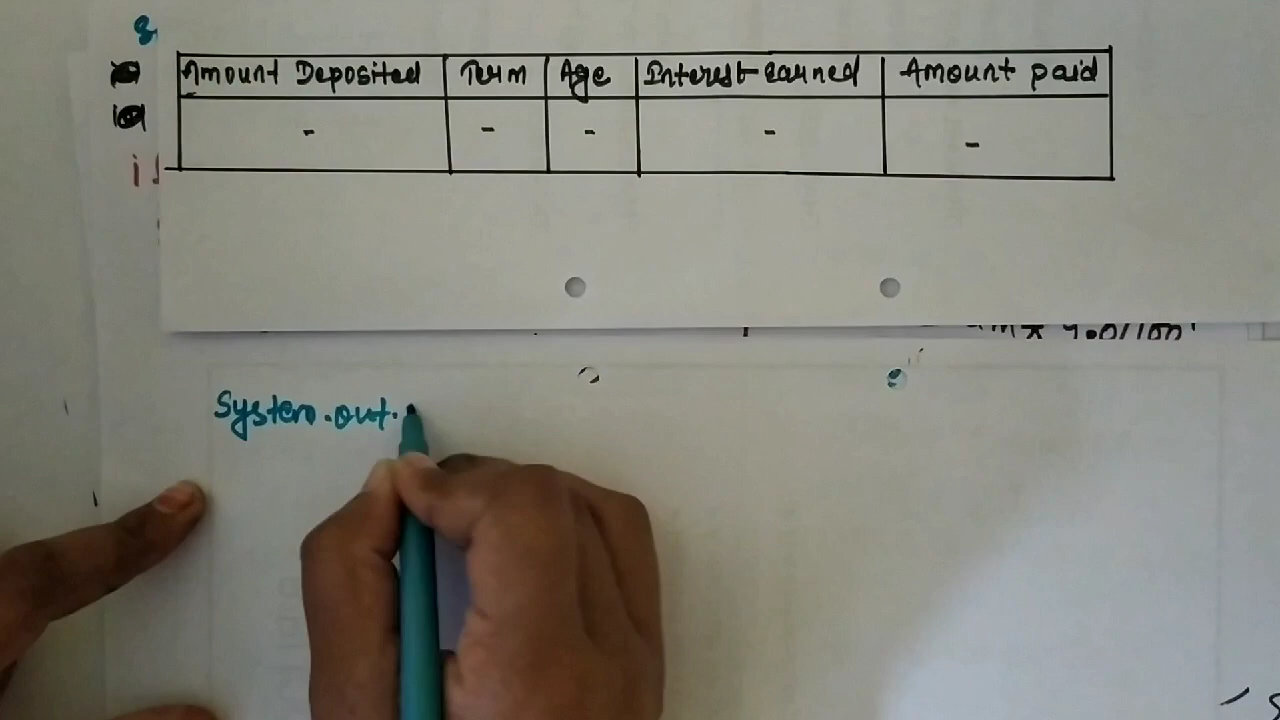 Amount Deposited Term Age Interest earned Amount paid
- - - - -
System.out.